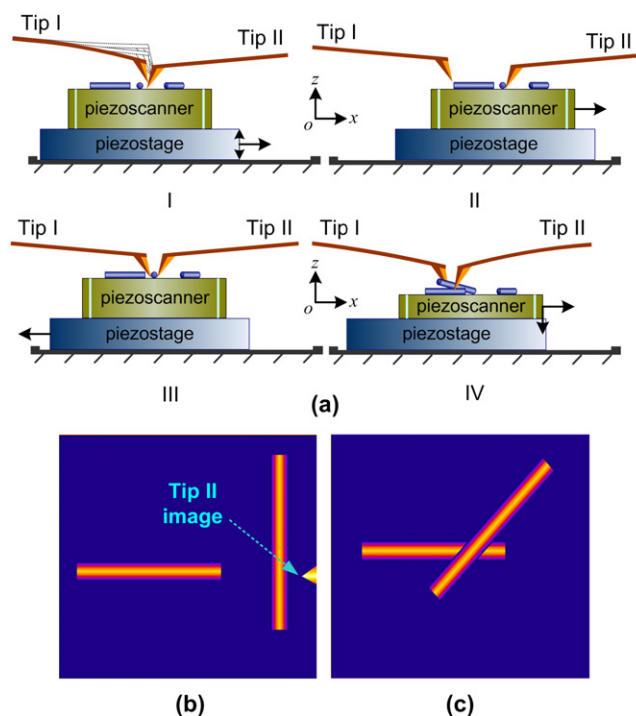 Tip I
Tip II
piezoscanner
piezostage
I
Tip I
Tip II
z
o
x
piezoscanner
piezostage
II
Tip I
Tip II
piezoscanner
piezostage
III
Tip I
Tip II
z
o
x
piezoscanner
piezostage
IV
(a)
Tip II
image
(b)
(c)